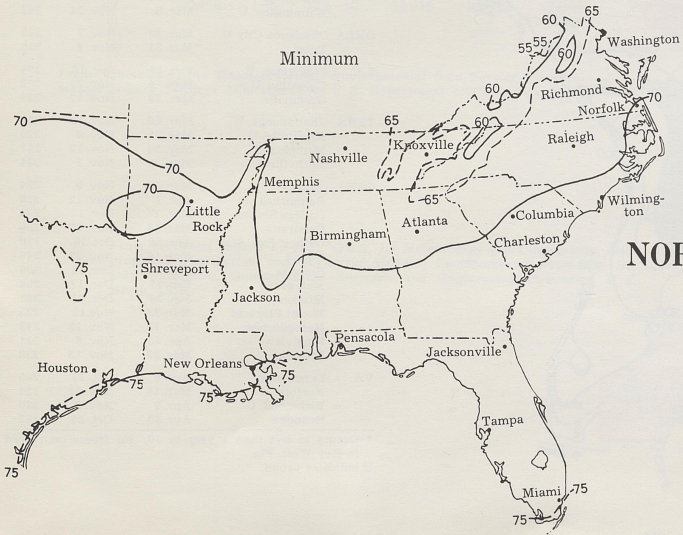 65
60
55
55
60
Washington
Minimum
60
Richmond
70
Norfolk
70
65
60
Raleigh
Nashville
Knoxville
70
Memphis
70
65
Little
Rock
Wilming-
ton
Columbia
Atlanta
Birmingham
Charleston
75
Shreveport
Jackson
Pensacola
Jacksonville
New Orleans
Houston
75
75
75
Tampa
75
Miami
75
75